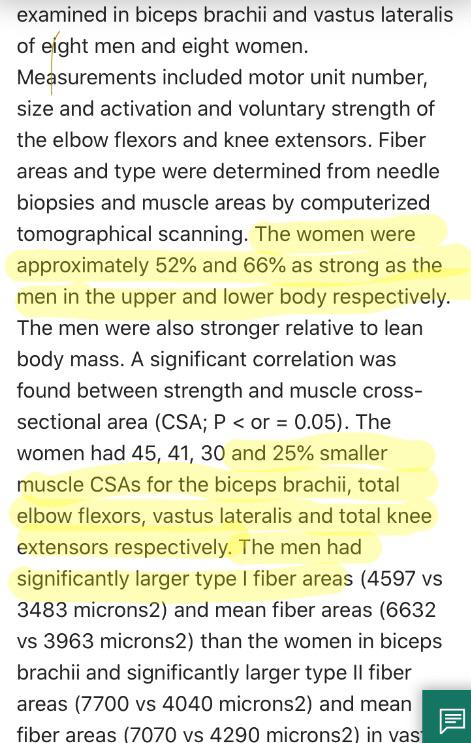 examined in biceps brachii and vastus lateralis
of eight men and eight women.
Measurements included motor unit number,
size and activation and voluntary strength of
the elbow flexors and knee extensors. Fiber
areas and type were determined from needle
biopsies and muscle areas by computerized
tomographical scanning. The women were
approximately 52% and 66% as strong as the
men in the upper and lower body respectively.
The men were also stronger relative to lean
body mass. A significant correlation was
found between strength and muscle cross-
sectional area (CSA; P < or = 0.05). The
women had 45, 41, 30 and 25% smaller
muscle CSAs for the biceps brachii, total
elbow flexors, vastus lateralis and total knee
extensors respectively. The men had
significantly larger type I fiber areas (4597 vs
3483 microns2) and mean fiber areas (6632
vs 3963 microns2) than the women in biceps
brachii and significantly larger type II fiber
areas (7700 vs 4040 microns2) and mean
fiber areas (7070 vs 4290 microns2) in